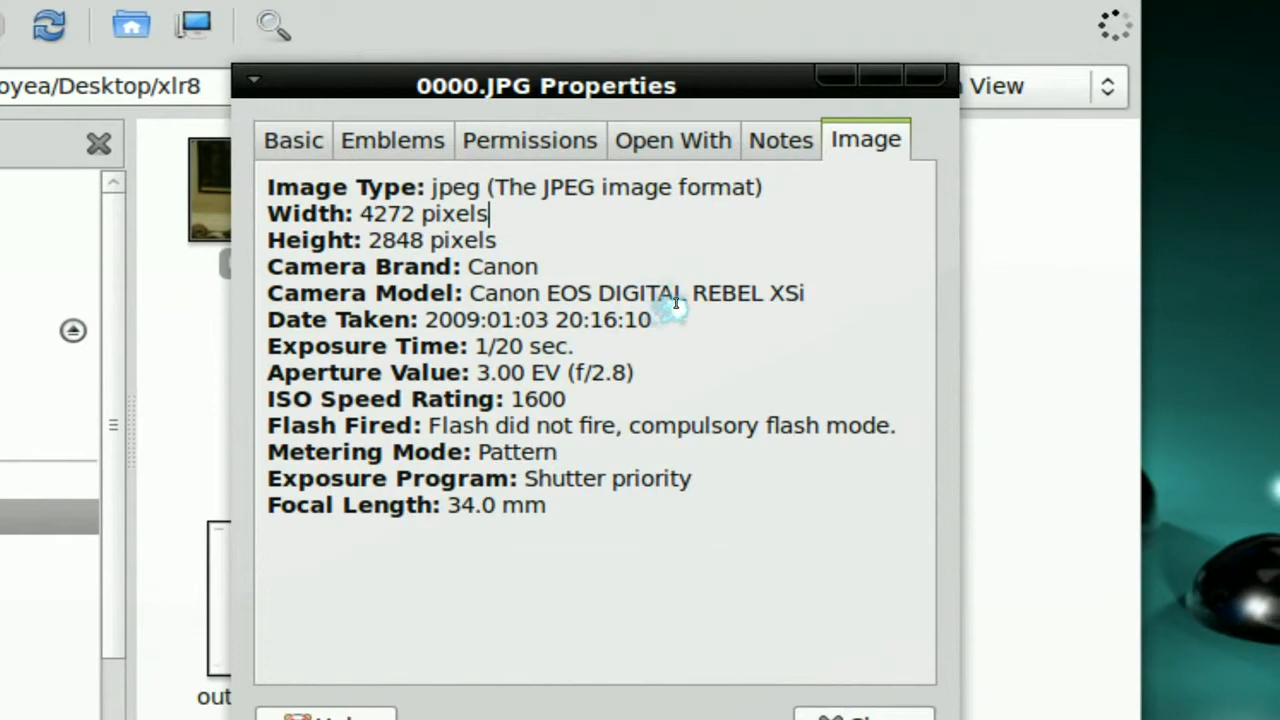 0000.JPG Properties
oyea/Desktop/xlr8
View
Basic Emblems Permissions Open With Notes Image
Image Type: jpeg (The JPEG image format)
Width: 4272 pixels
Height: 2848 pixels
Camera Brand: Canon
Camera Model: Canon EOS DIGITAL REBEL XSi
Date Taken: 2009:01:03 20:16:10
Exposure Time: 1/20 sec.
Aperture Value: 3.00 EV (f/2.8)
ISO Speed Rating: 1600
Flash Fired: Flash did not fire, compulsory flash mode.
Metering Mode: Pattern
Exposure Program: Shutter priority
Focal Length: 34.0 mm
out